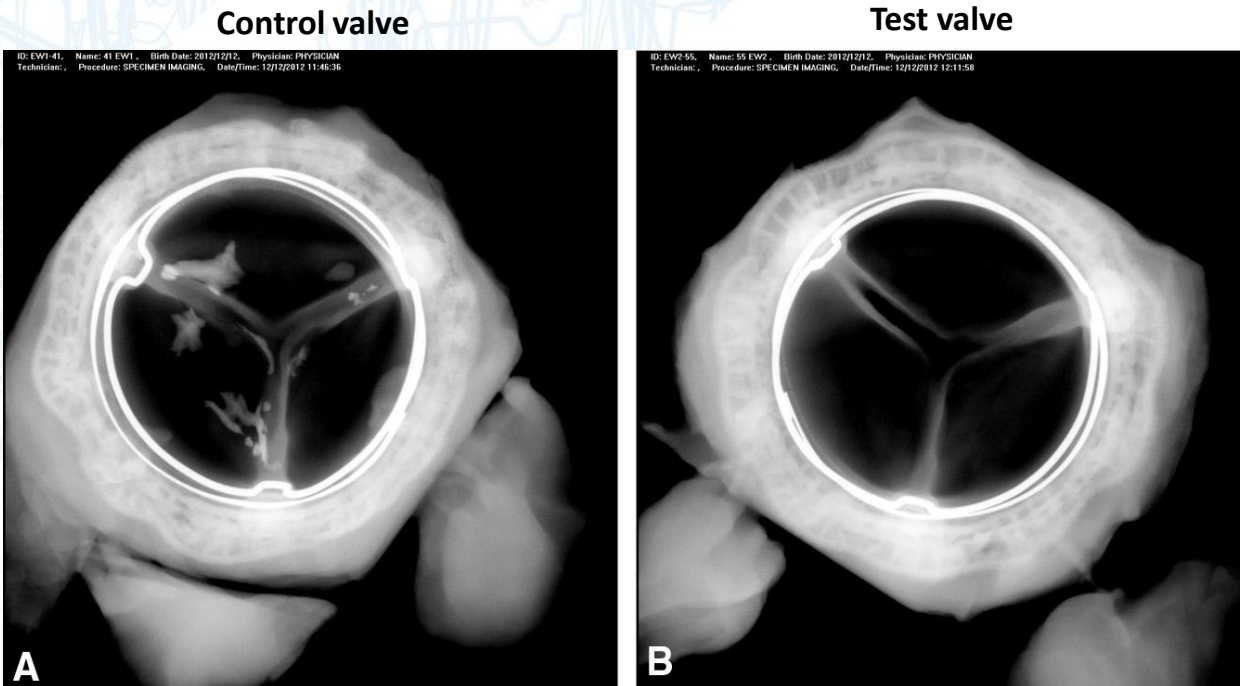 Control valve
Test valve
ID: EW1-41, Name: 41 EW1 , Birth Date: 2012/12/12, Physician: PHYSICIAN
Technician: , Procedure: SPECIMEN IMAGING, Date/Time: 12/12/2012 11:46:36
ID: EW2-55, Name: 55 EW2 , Birth Date: 2012/12/12, Physician: PHYSICIAN
Technician: , Procedure: SPECIMEN IMAGING, Date/Time: 12/12/2012 12:11:58
A
B